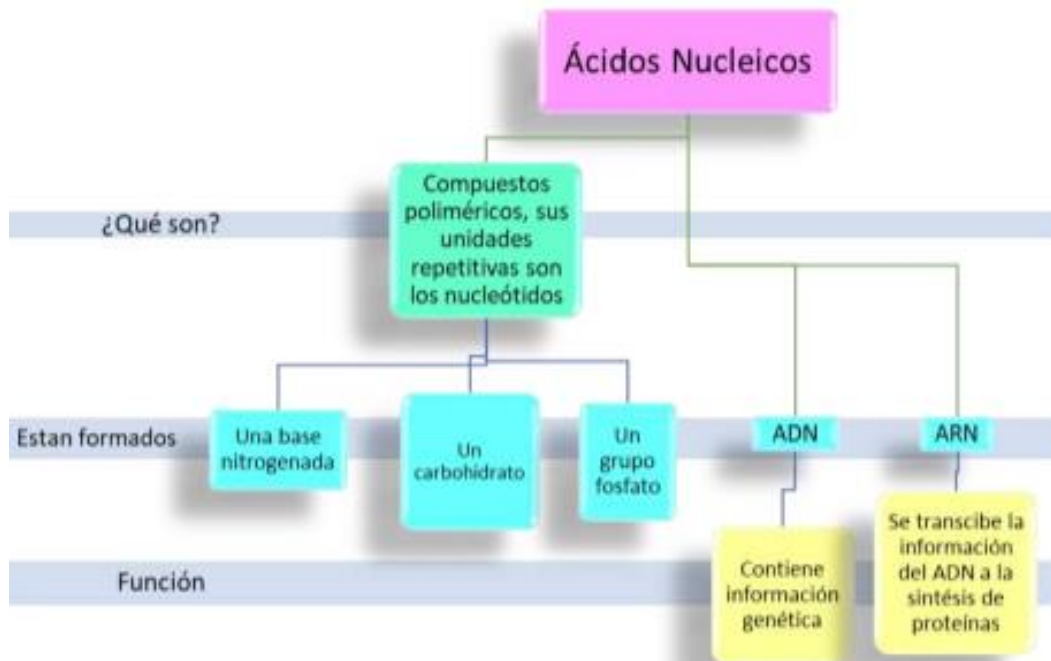 Ácidos Nucleicos
¿Qué son?
Compuestos
poliméricos, sus
unidades
repetitivas son
los nucleótidos
Estan formados
Una base
nitrogenada
Un
carbohidrato
Un
grupo
fosfato
ADN
ARN
Función
Contiene
información
genética
Se transcibe la
información
del ADN a la
sintésis de
proteínas